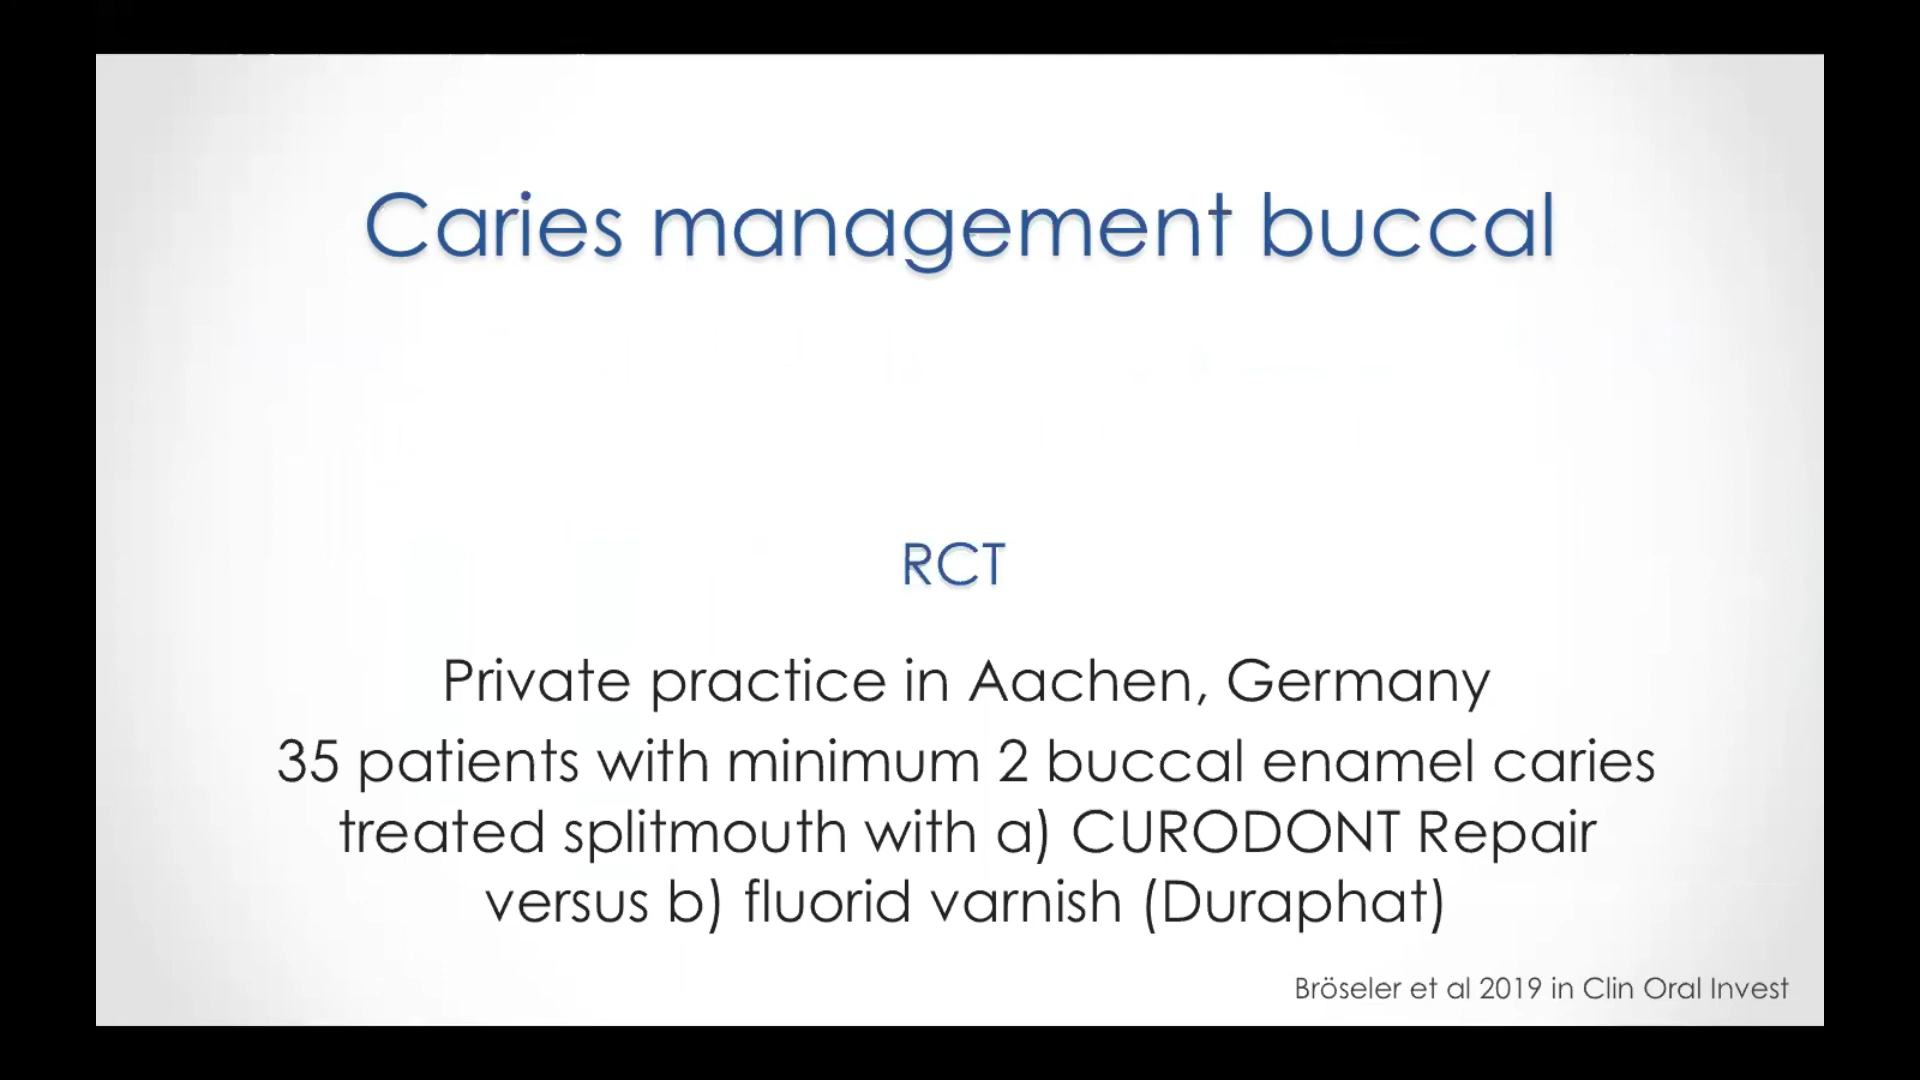 Caries management buccal
RCT
Private practice in Aachen, Germany
35 patients with minimum 2 buccal enamel caries
treated splitmouth with a) CURODONT Repair
versus b) fluorid varnish (Duraphat)
Bröseler et al 2019 in Clin Oral Invest